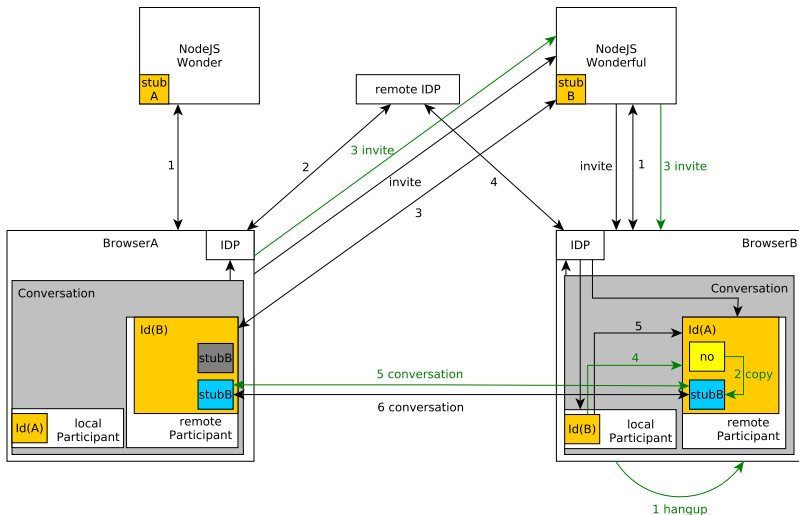 NodeJS
Wonder
stub
A
remote IDP
NodeJS
Wonderful
stub
B
1
2
3 invite
invite
3
4
invite
1
3 invite
BrowserA
IDP
IDP
BrowserB
Conversation
Id(B)
stubB
stubB
Id(A)
local
Participant
remote
Participant
5 conversation
6 conversation
Conversation
5
Id(A)
no
4
2 copy
stubB
Id(B)
local
Participant
remote
Participant
1 hangup